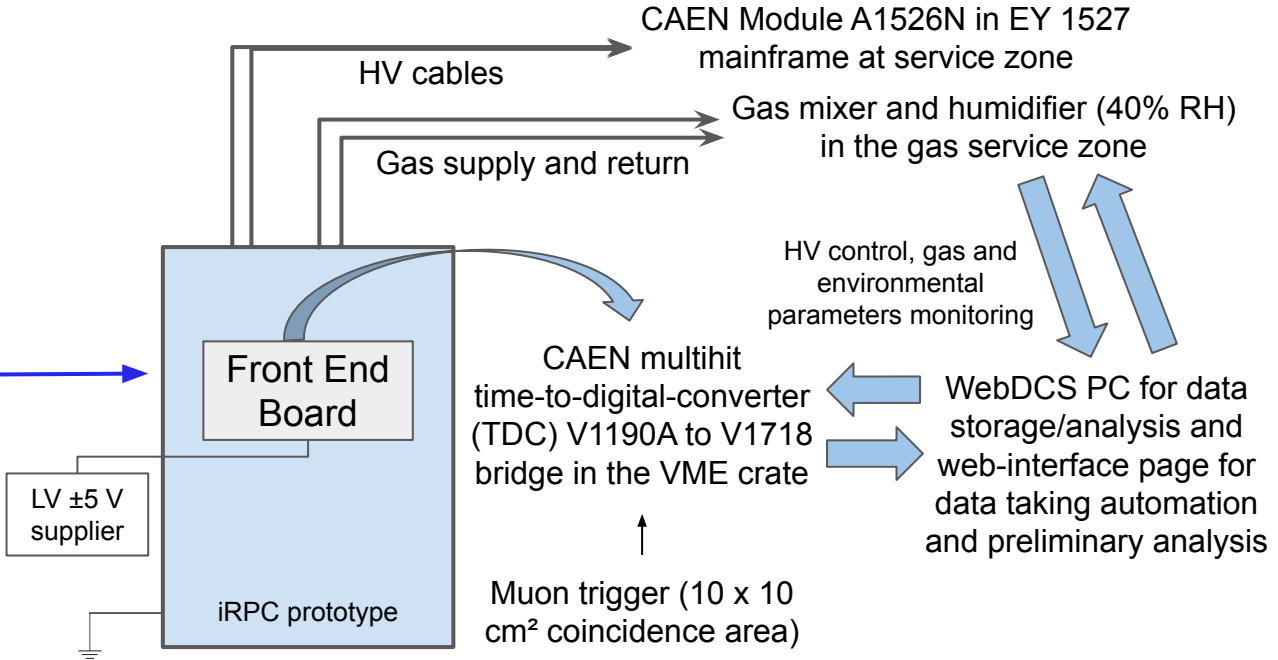 CAEN Module A1526N in EY 1527
mainframe at service zone
HV cables
Gas mixer and humidifier (40% RH)
in the gas service zone
Gas supply and return
HV control, gas and
environmental
parameters monitoring
Front End
Board
CAEN multihit
time-to-digital-converter
(TDC) V1190A to V1718
bridge in the VME crate
WebDCS PC for data
storage/analysis and
web-interface page for
data taking automation
and preliminary analysis
LV ±5 V
supplier
iRPC prototype
Muon trigger (10 x 10
cm² coincidence area)